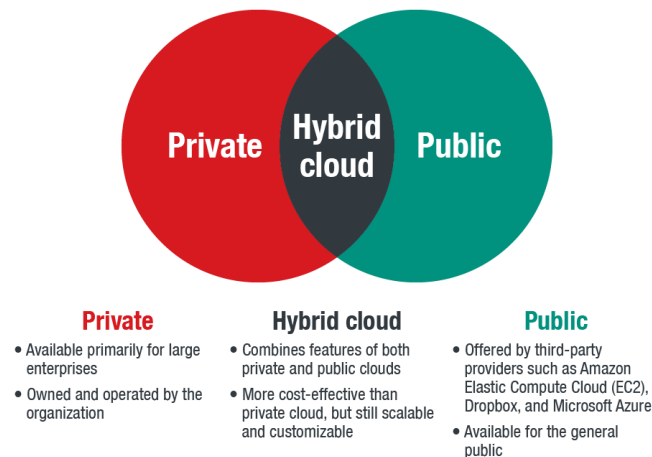 Private
Hybrid
cloud
Public
Private
• Available primarily for large
enterprises
• Owned and operated by the
organization
Hybrid cloud
• Combines features of both
private and public clouds
• More cost-effective than
private cloud, but still scalable
and customizable
Public
• Offered by third-party
providers such as Amazon
Elastic Compute Cloud (EC2),
Dropbox, and Microsoft Azure
• Available for the general
public